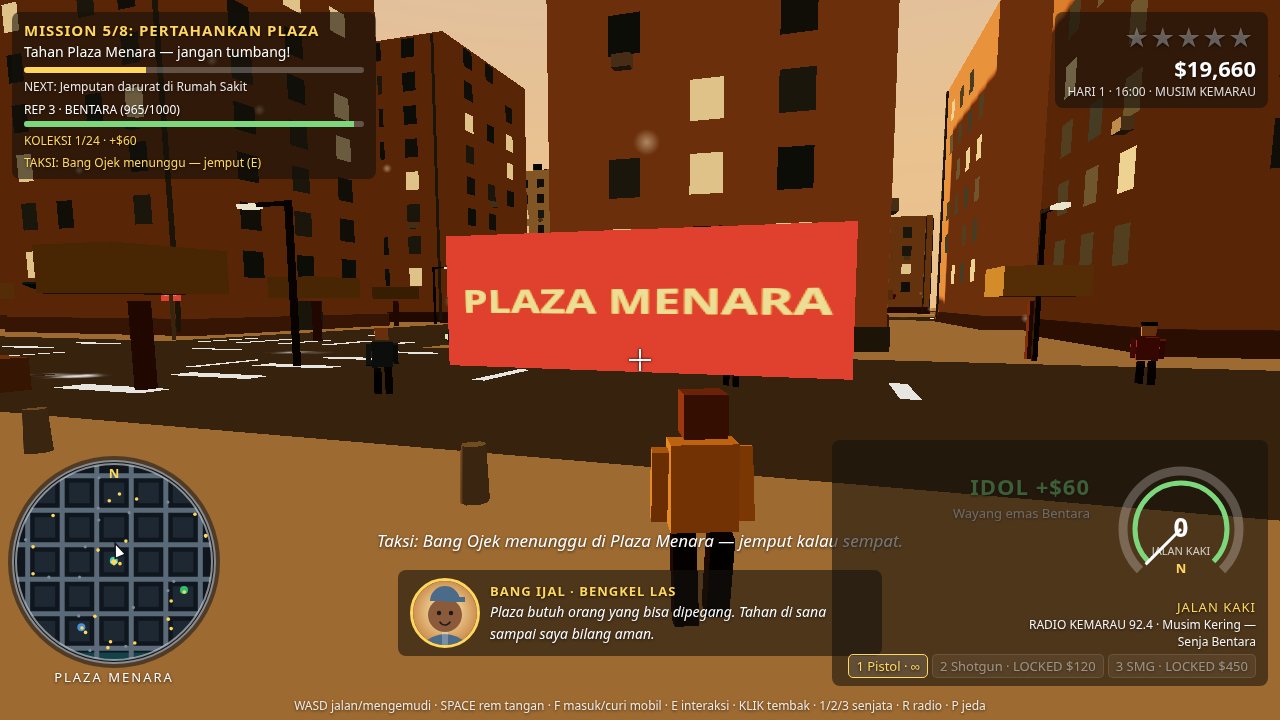 MISSION 5/8: PERTAHANKAN PLAZA
Tahan Plaza Menara — jangan tumbang!
NEXT: Jemputan darurat di Rumah Sakit
REP 3 · BENTARA (965/1000)
KOLEKSI 1/24 · +$60
TAKSI: Bang Ojek menunggu — jemput (E)
★★★★★
$19,660
HARI 1 · 16:00 · MUSIM KEMARAU
PLAZA MENARA
N
PLAZA MENARA
Taksi: Bang Ojek menunggu di Plaza Menara — jemput kalau sempat.
BANG IJAL · BENGKEL LAS
Plaza butuh orang yang bisa dipegang. Tahan di sana
sampai saya bilang aman.
IDOL +$60
Wayang emas Bentara
0
JALAN KAKI
N
JALAN KAKI
RADIO KEMARAU 92.4 · Musim Kering —
Senja Bentara
1 Pistol · ∞ 2 Shotgun · LOCKED $120 3 SMG · LOCKED $450
WASD jalan/mengemudi · SPACE rem tangan · F masuk/curi mobil · E interaksi · KLIK tembak · 1/2/3 senjata · R radio · P jeda